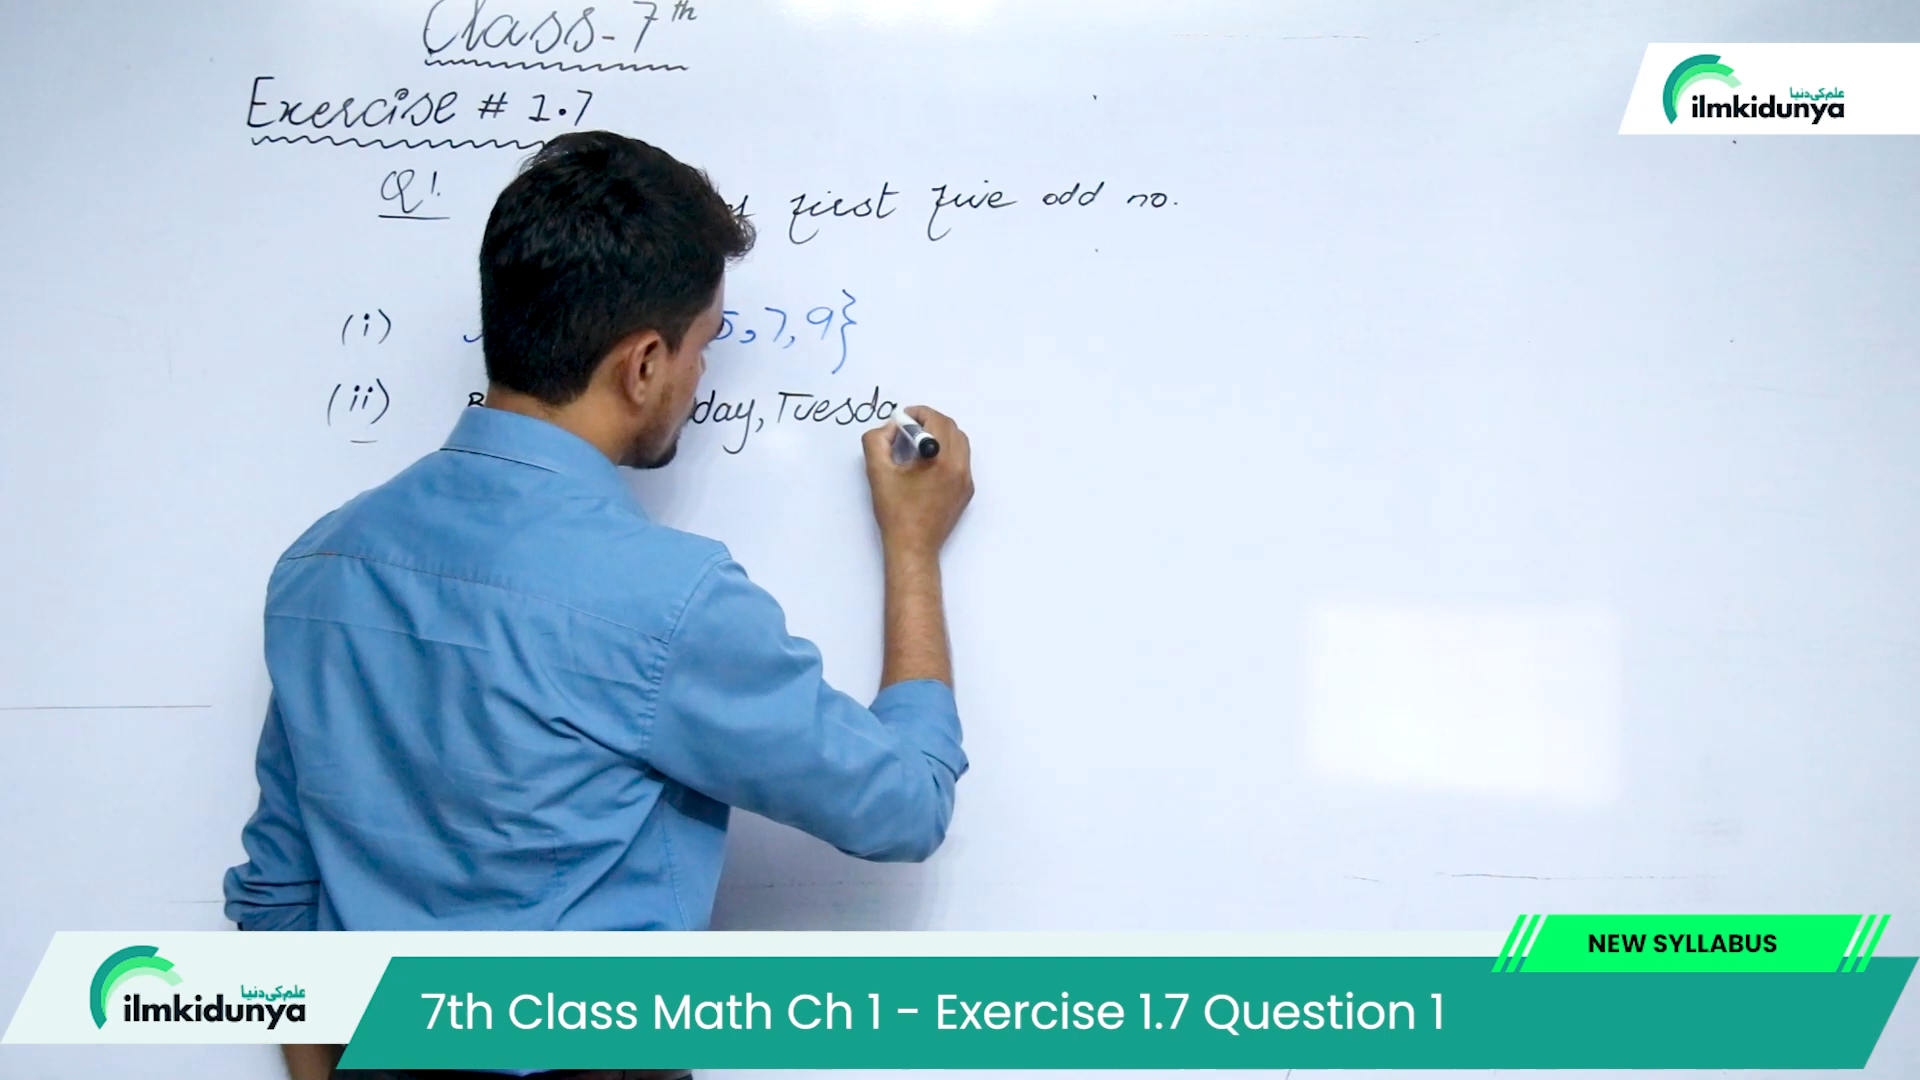 Class-7th
Exercise # 1.7
Q1. first five odd no.
(i) 5,7,9}
(ii) B day, Tuesda
علم کی دنیا
ilmkidunya
NEW SYLLABUS
علم کی دنیا
ilmkidunya
7th Class Math Ch 1 - Exercise 1.7 Question 1